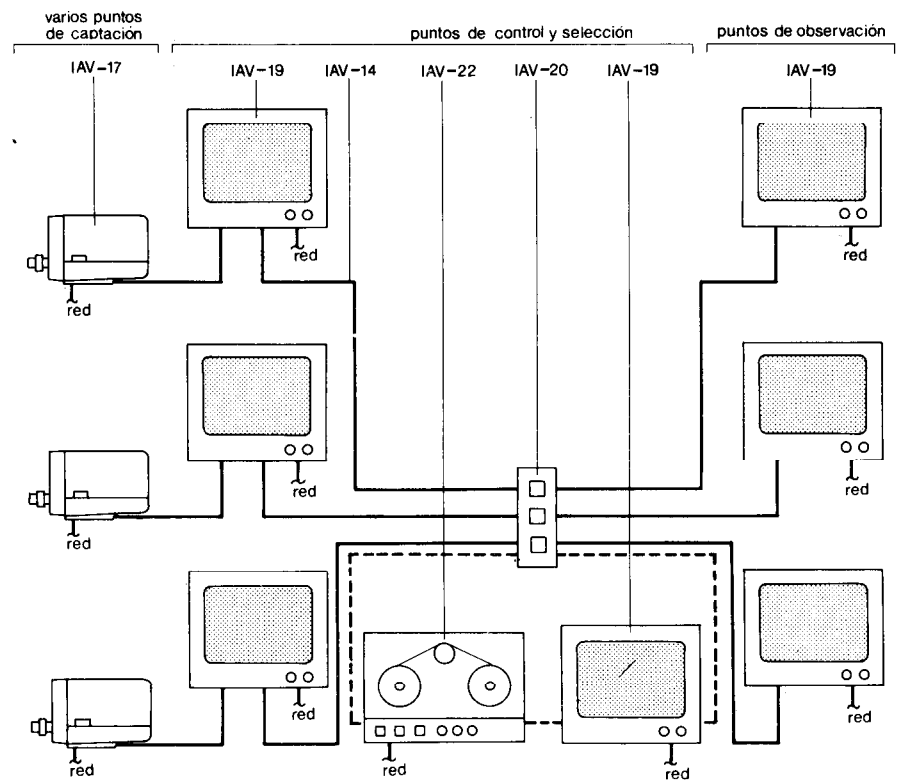 varios puntos
de captación
puntos de control y selección
puntos de observación
IAV-17
IAV-19
IAV-14
IAV-22
IAV-20
IAV-19
IAV-19
red
red
red
red
red
red
red
red
red
red
red